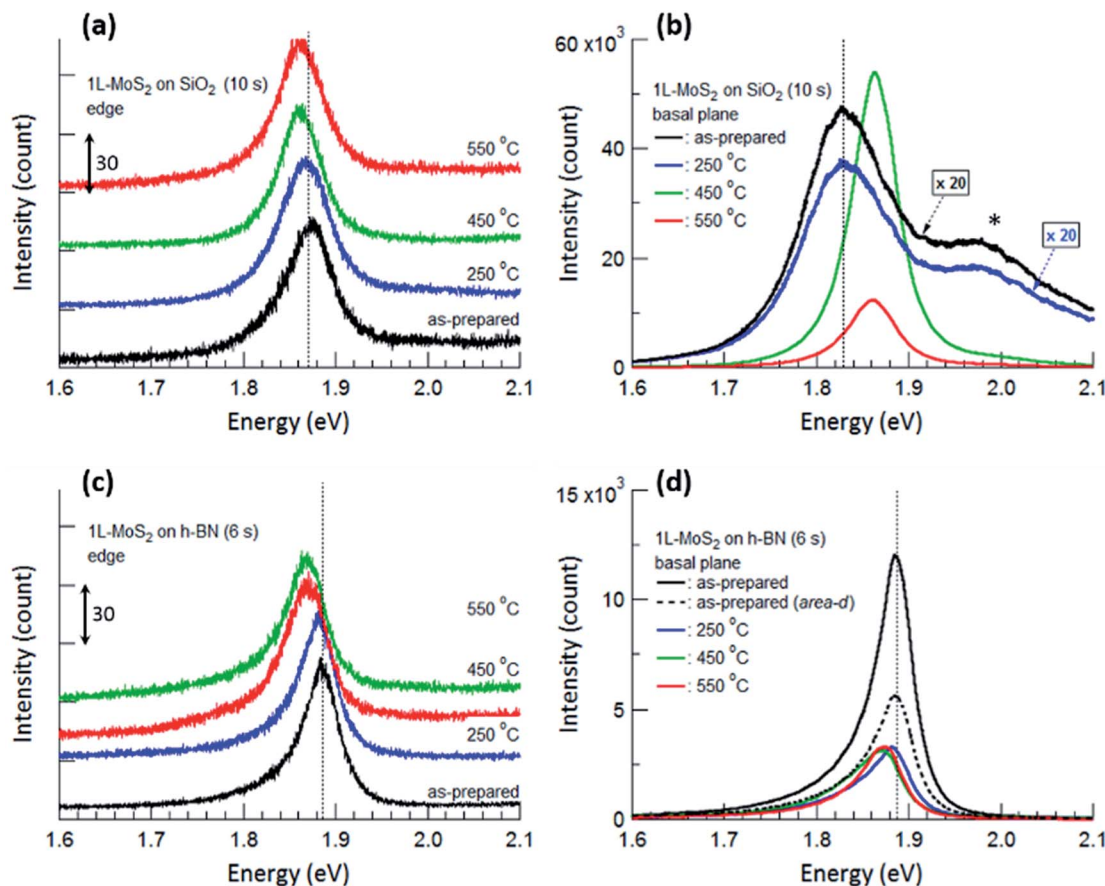 (a)
1L-MoS₂ on SiO₂ (10 s)
edge
30
550 °C
450 °C
250 °C
as-prepared
Intensity (count)
1.6 1.7 1.8 1.9 2.0 2.1
Energy (eV)
(b)
60 x10³
40
20
0
1L-MoS₂ on SiO₂ (10 s)
basal plane
: as-prepared
: 250 °C
: 450 °C
: 550 °C
x 20
*
x 20
Intensity (count)
1.6 1.7 1.8 1.9 2.0 2.1
Energy (eV)
(c)
1L-MoS₂ on h-BN (6 s)
edge
30
550 °C
450 °C
250 °C
as-prepared
Intensity (count)
1.6 1.7 1.8 1.9 2.0 2.1
Energy (eV)
(d)
15 x10³
10
5
0
1L-MoS₂ on h-BN (6 s)
basal plane
: as-prepared
: as-prepared (area-d)
: 250 °C
: 450 °C
: 550 °C
Intensity (count)
1.6 1.7 1.8 1.9 2.0 2.1
Energy (eV)